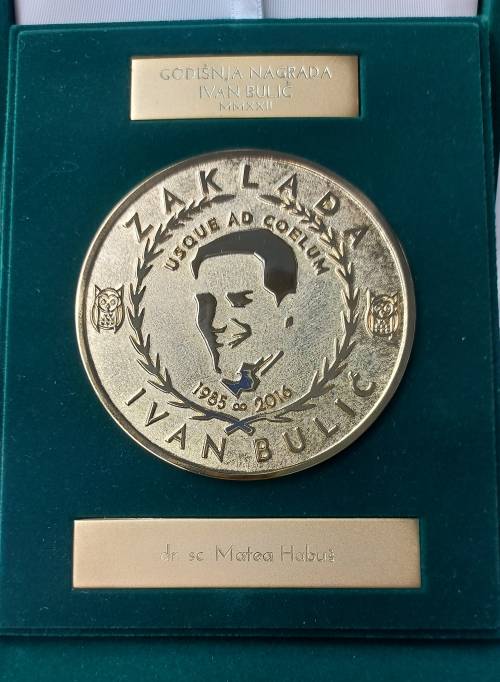 GODIŠNJA NAGRADA
IVAN BULIĆ
MMXXII
ZAKLADA
USQUE AD COELUM
1985 ∞ 2016
IVAN BULIĆ
dr. sc. Matea Habuš